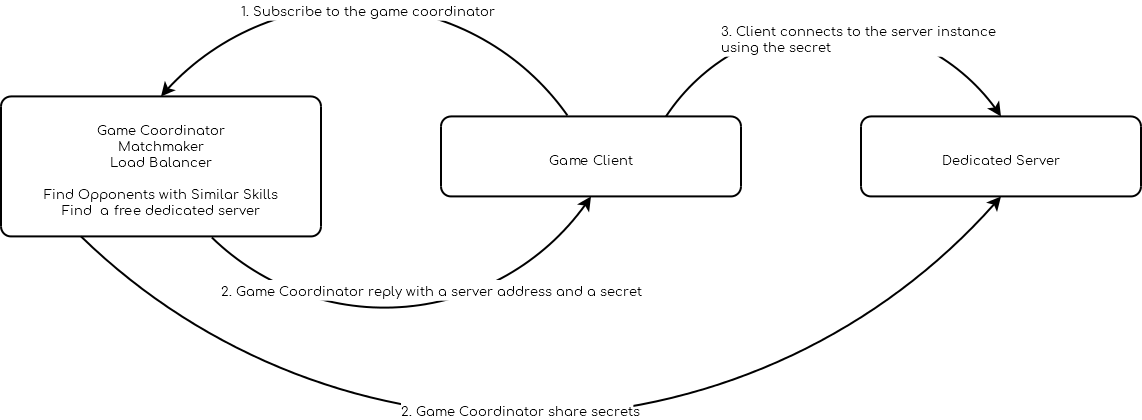 1. Subscribe to the game coordinator
3. Client connects to the server instance
using the secret
Game Coordinator
Matchmaker
Load Balancer
Find Opponents with Similar Skills
Find a free dedicated server
Game Client
Dedicated Server
2. Game Coordinator reply with a server address and a secret
2. Game Coordinator share secrets